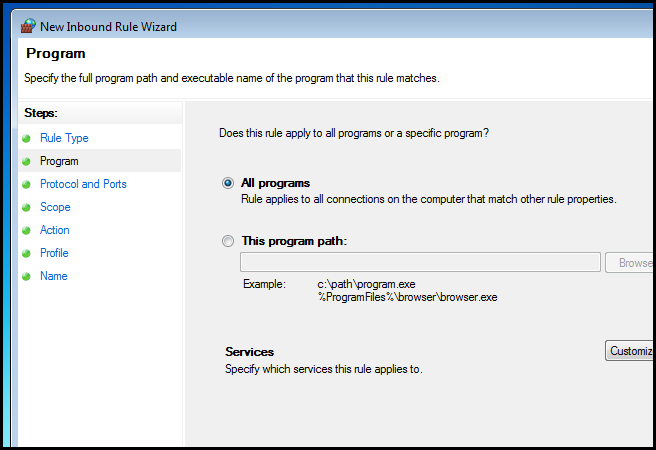 New Inbound Rule Wizard
Program
Specify the full program path and executable name of the program that this rule matches.
Steps:
Rule Type
Program
Protocol and Ports
Scope
Action
Profile
Name
Does this rule apply to all programs or a specific program?
All programs
Rule applies to all connections on the computer that match other rule properties.
This program path:
Browse
Example:
c:\path\program.exe
%ProgramFiles%\browser\browser.exe
Services
Customiz
Specify which services this rule applies to.